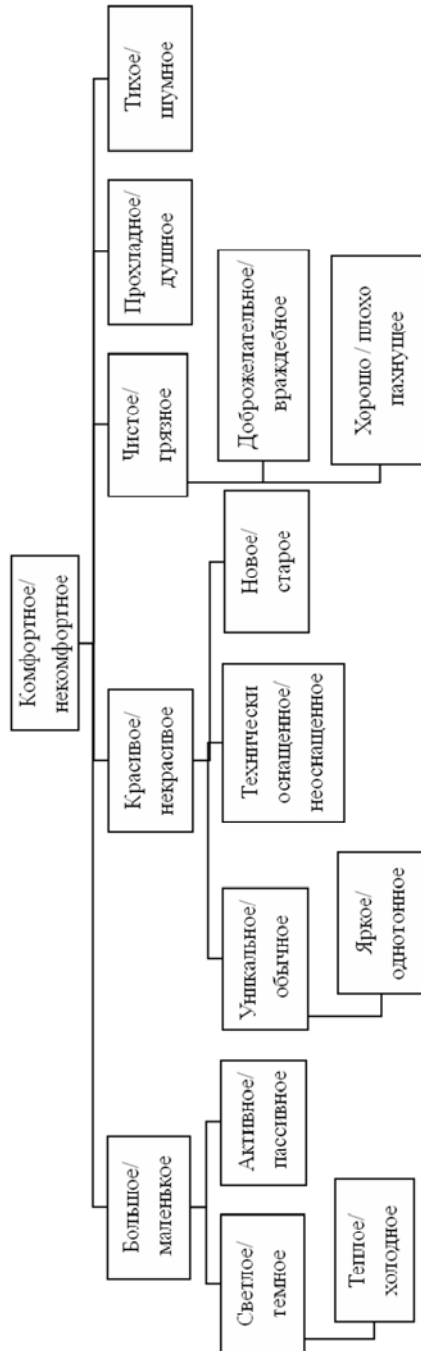 Комфортное/
некомфортное
Большое/
маленькое
Красивое/
некрасивое
Чистое/
грязное
Прохладное/
душное
Тихое/
шумное
Светлое/
темное
Активное/
пассивное
Уникальное/
обычное
Технически
оснащенное/
неоснащенное
Новое/
старое
Доброжелательное/
враждебное
Теплое/
холодное
Яркое/
однотонное
Хорошо / плохо
пахнущее